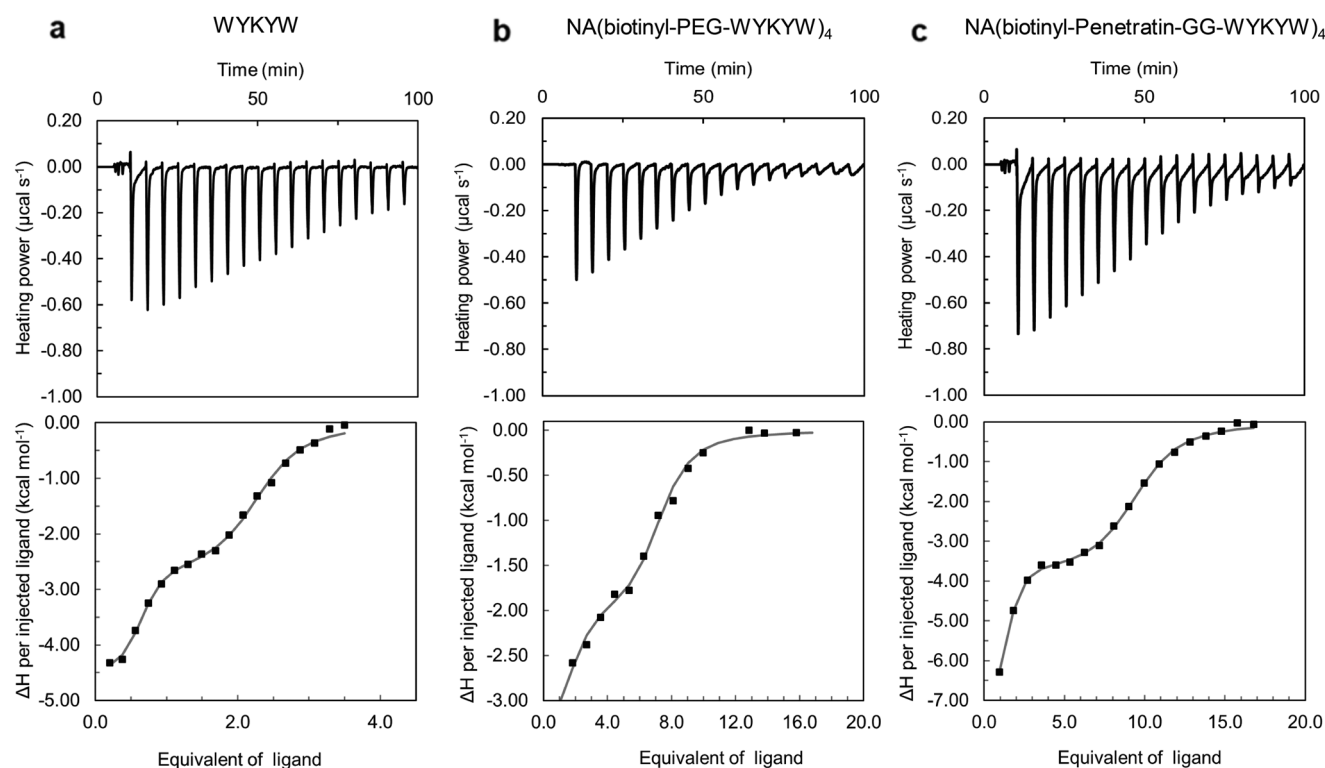 a
WYKYW
Time (min)
0 50 100
0.20
0.00
-0.20
-0.40
-0.60
-0.80
-1.00
Heating power (µcal s⁻¹)
0.00
-1.00
-2.00
-3.00
-4.00
-5.00
ΔH per injected ligand (kcal mol⁻¹)
0.0 2.0 4.0
Equivalent of ligand
b
NA(biotinyl-PEG-WYKYW)₄
Time (min)
0 50 100
0.20
0.00
-0.20
-0.40
-0.60
-0.80
-1.00
Heating power (µcal s⁻¹)
0.00
-0.50
-1.00
-1.50
-2.00
-2.50
-3.00
ΔH per injected ligand (kcal mol⁻¹)
0.0 4.0 8.0 12.0 16.0 20.0
Equivalent of ligand
c
NA(biotinyl-Penetratin-GG-WYKYW)₄
Time (min)
0 50 100
0.20
0.00
-0.20
-0.40
-0.60
-0.80
-1.00
Heating power (µcal s⁻¹)
0.00
-1.00
-2.00
-3.00
-4.00
-5.00
-6.00
-7.00
ΔH per injected ligand (kcal mol⁻¹)
0.0 5.0 10.0 15.0 20.0
Equivalent of ligand